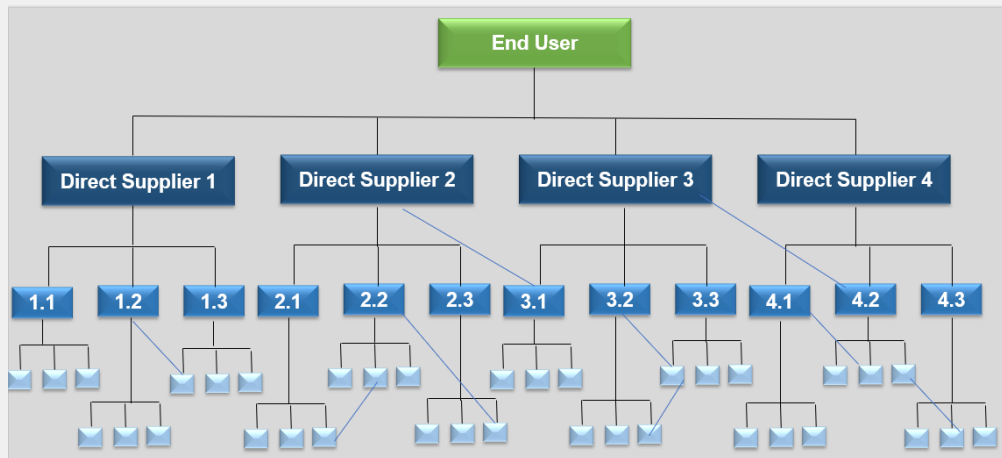 End User
Direct Supplier 1
Direct Supplier 2
Direct Supplier 3
Direct Supplier 4
1.1
1.2
1.3
2.1
2.2
2.3
3.1
3.2
3.3
4.1
4.2
4.3